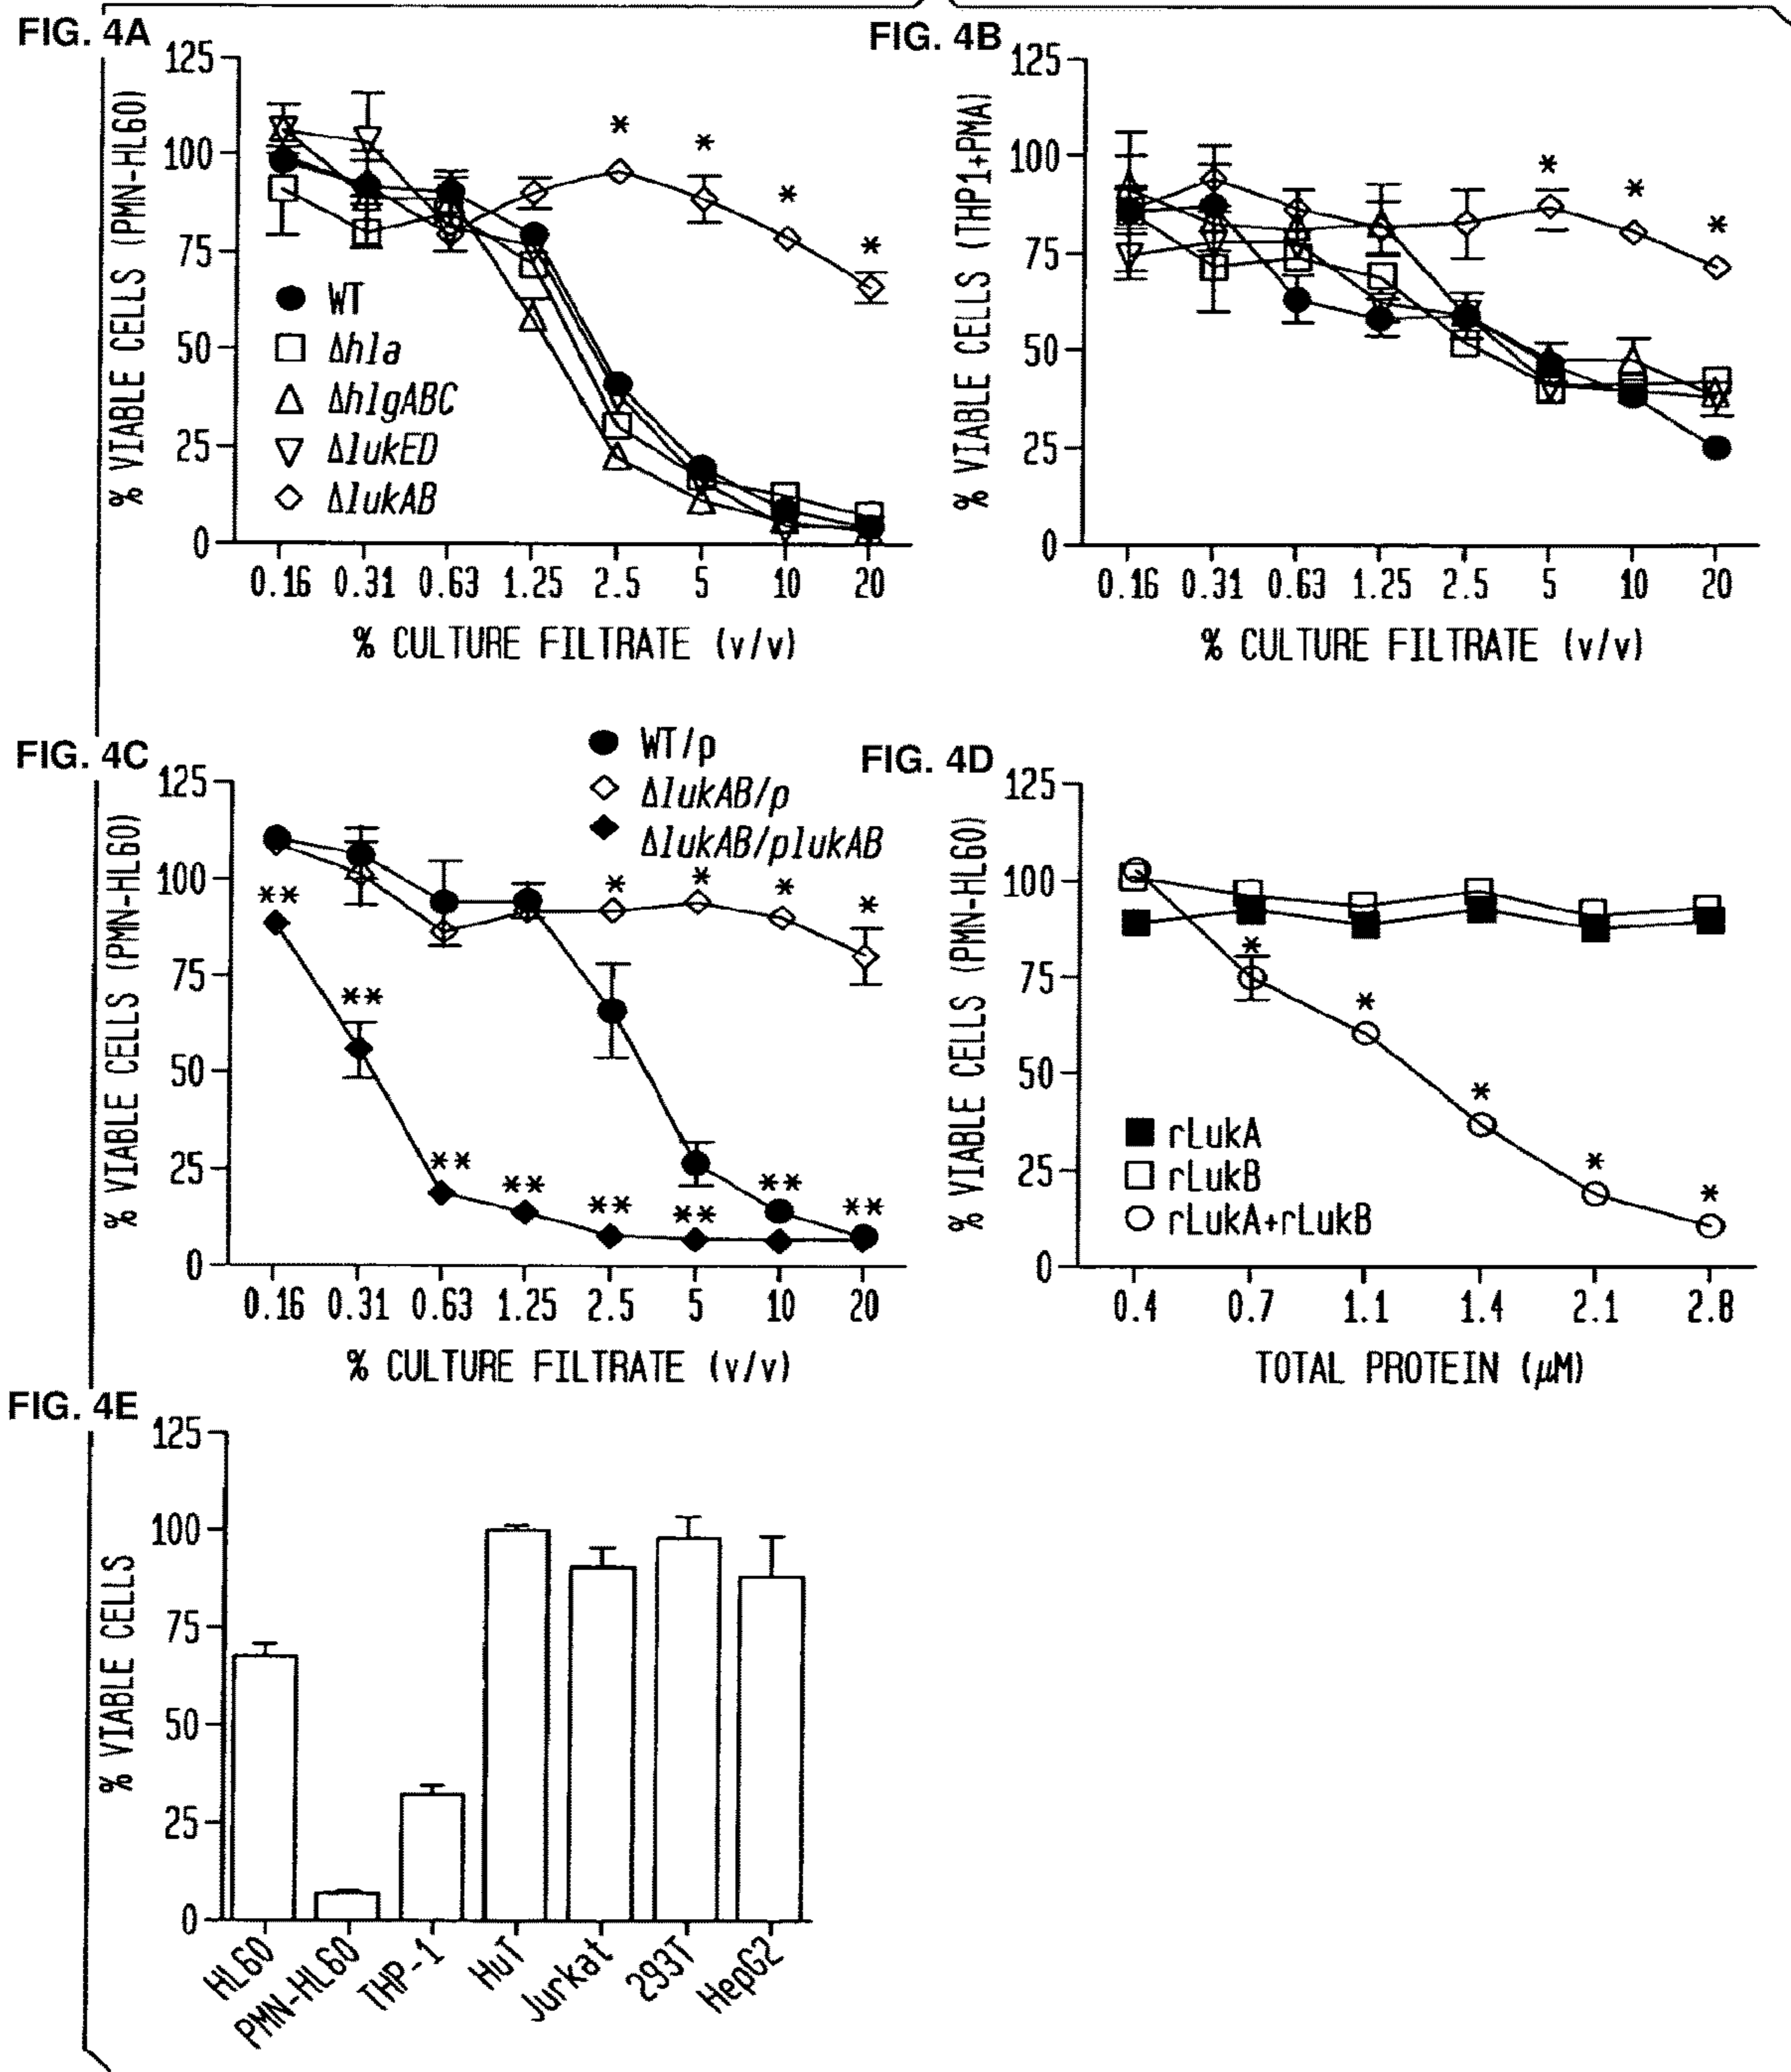 FIG. 4A
% VIABLE CELLS (PMN-HL60)
125
100
75
50
25
0
* * * *
WT
Δhla
ΔhlgABC
ΔlukED
ΔlukAB
0.16 0.31 0.63 1.25 2.5 5 10 20
% CULTURE FILTRATE (v/v)
FIG. 4B
% VIABLE CELLS (THP1+PMA)
125
100
75
50
25
0
* * *
0.16 0.31 0.63 1.25 2.5 5 10 20
% CULTURE FILTRATE (v/v)
FIG. 4C
WT/p
ΔlukAB/p
ΔlukAB/plukAB
% VIABLE CELLS (PMN-HL60)
125
100
75
50
25
0
* * * *
** ** ** ** ** ** ** **
0.16 0.31 0.63 1.25 2.5 5 10 20
% CULTURE FILTRATE (v/v)
FIG. 4D
% VIABLE CELLS (PMN-HL60)
125
100
75
50
25
0
* * * * *
rLukA
rLukB
rLukA+rLukB
0.4 0.7 1.1 1.4 2.1 2.8
TOTAL PROTEIN (μM)
FIG. 4E
% VIABLE CELLS
125
100
75
50
25
0
HL60
PMN-HL60
THP-1
HuT
Jurkat
293T
HepG2